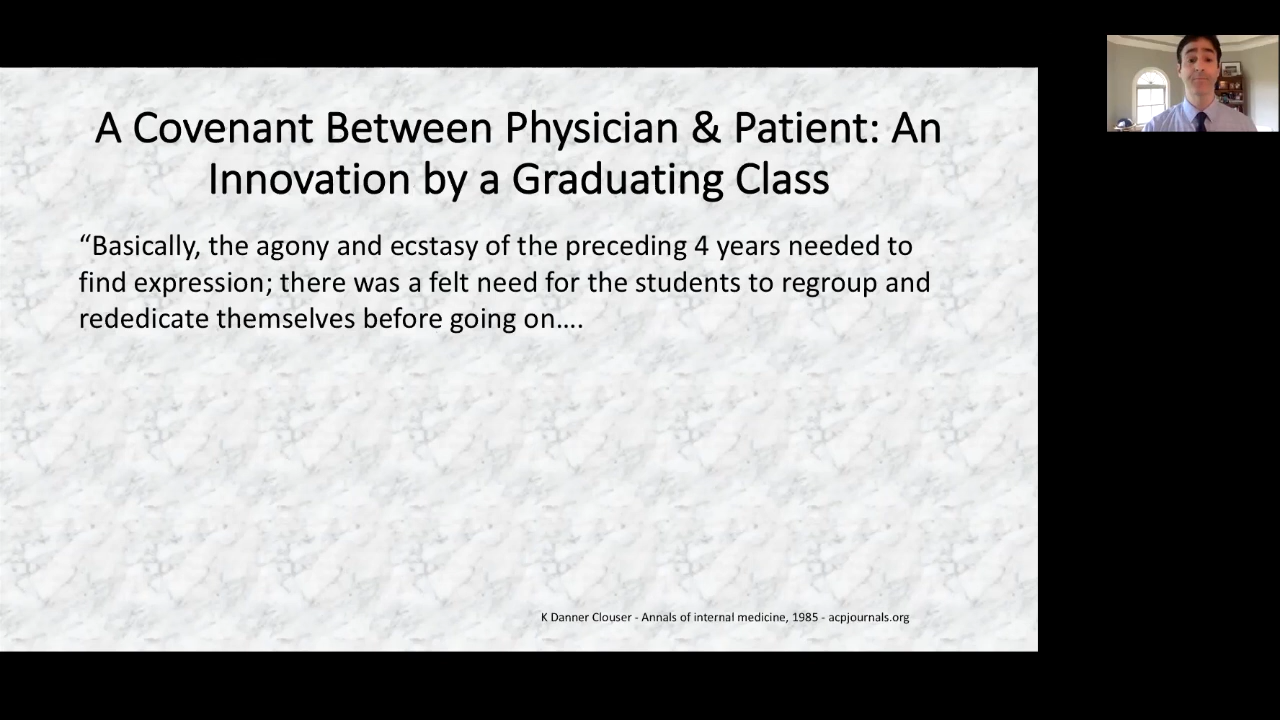 A Covenant Between Physician & Patient: An
Innovation by a Graduating Class
“Basically, the agony and ecstasy of the preceding 4 years needed to
find expression; there was a felt need for the students to regroup and
rededicate themselves before going on….
K Danner Clouser - Annals of internal medicine, 1985 - acpjournals.org